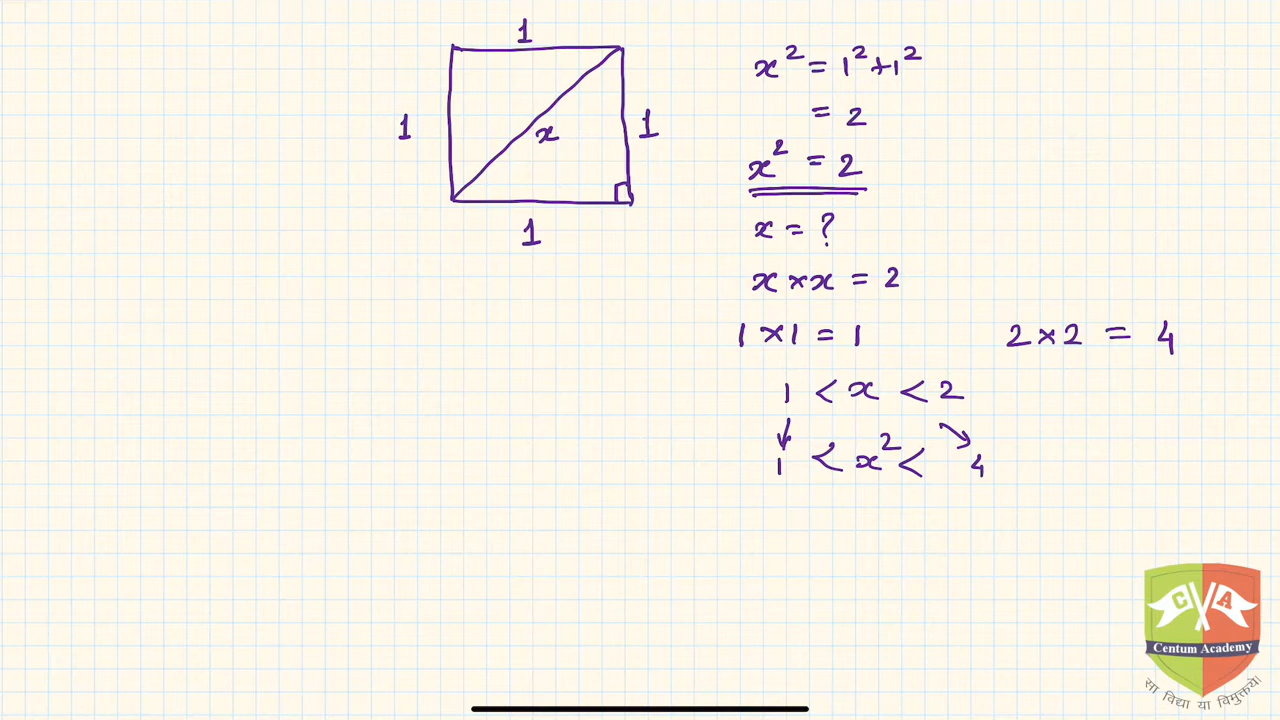 1
1
x
1
1
x² = 1² + 1²
= 2
x² = 2
x = ?
x × x = 2
1 × 1 = 1
2 × 2 = 4
1 < x < 2
1 < x² < 4
C A
Centum Academy
सा विद्या या विमुक्तये।